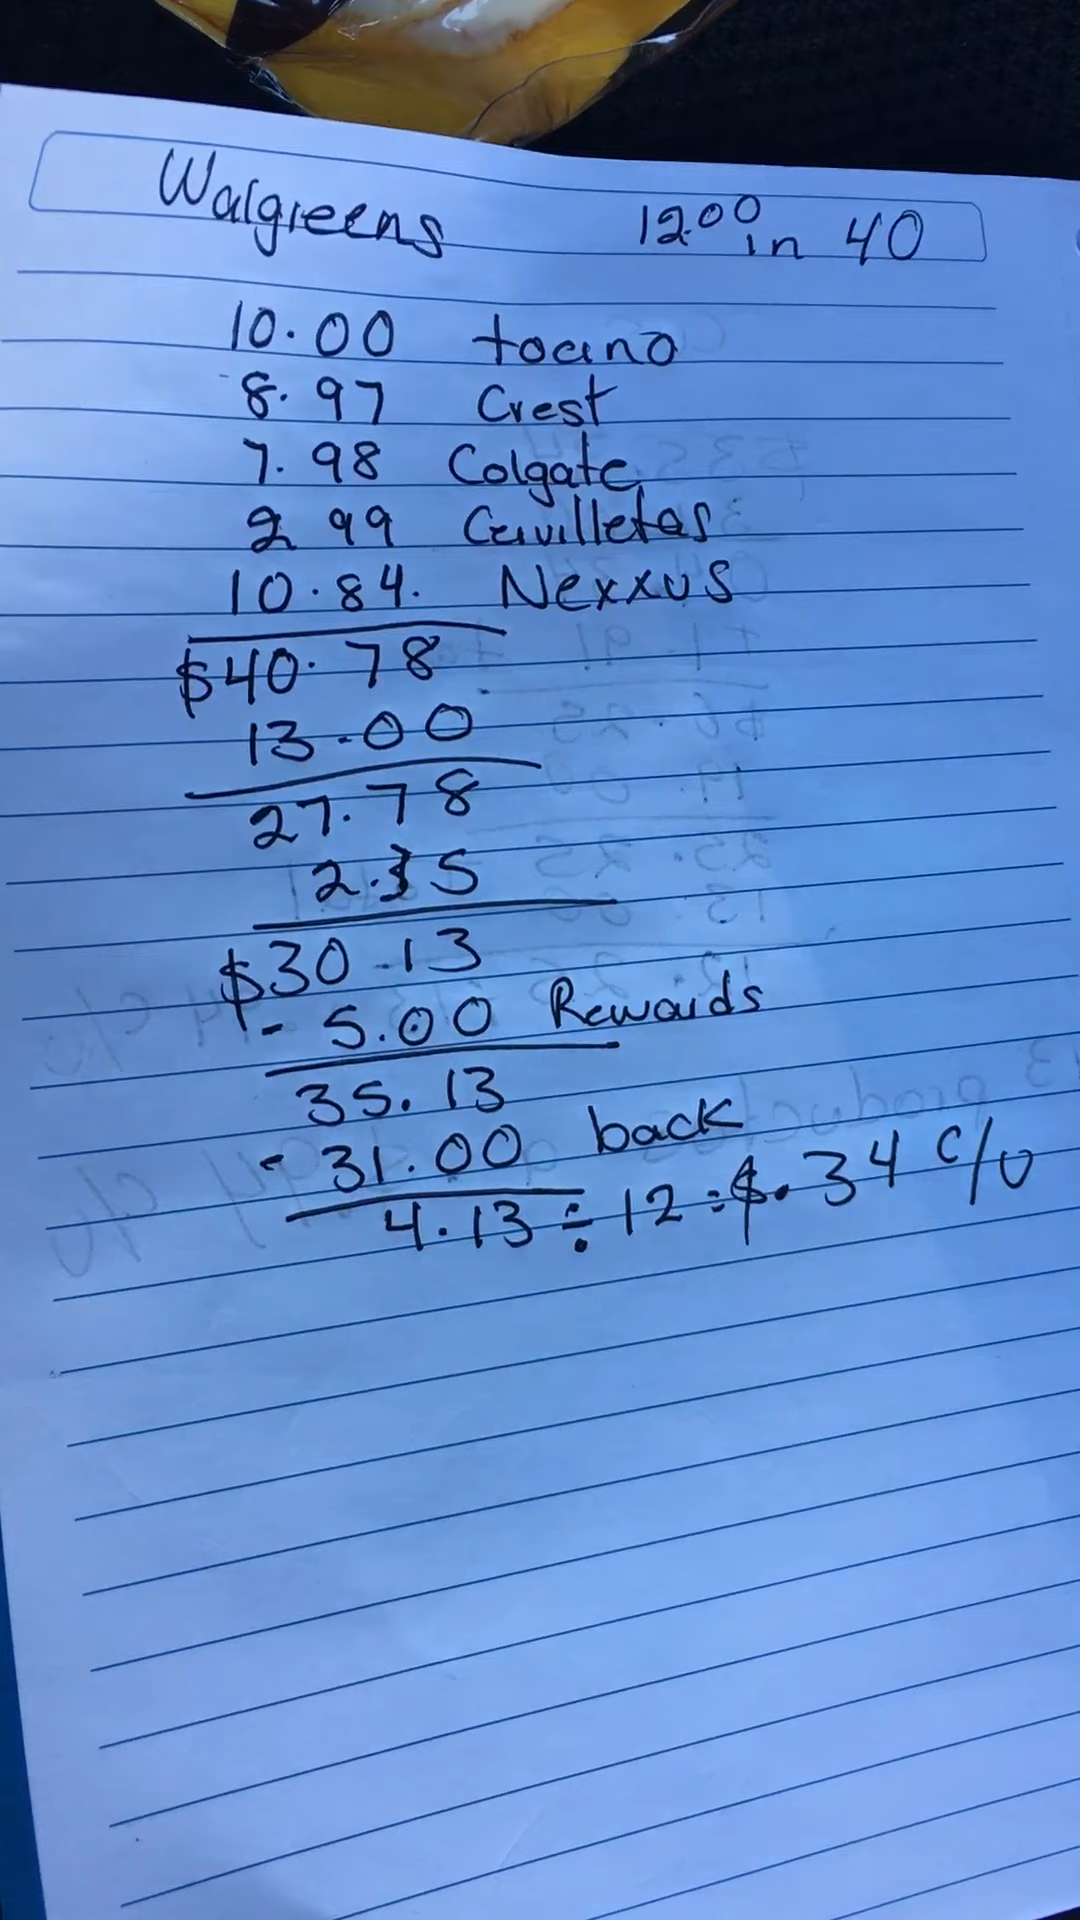 Walgreens 12.00 in 40
10.00 tocino
8.97 Crest
7.98 Colgate
2 99 Cervilletas
10.84. Nexxus
$40.78
13.00
27.78
2.35
$30.13
- 5.00 Rewards
35.13
- 31.00 back
4.13 ÷ 12 = $.34 c/u